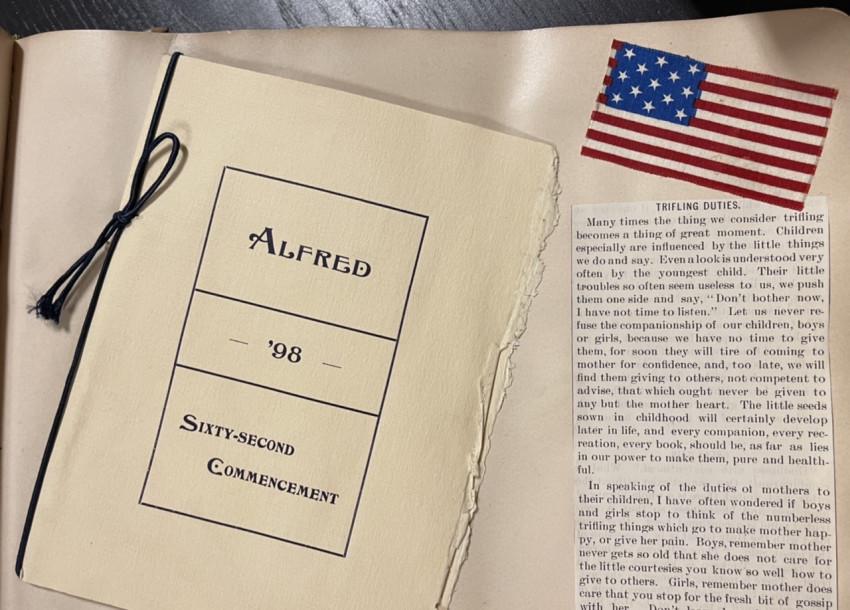 ALFRED
— '98 —
SIXTY-SECOND
COMMENCEMENT
TRIFLING DUTIES.
Many times the thing we consider trifling
becomes a thing of great moment. Children
especially are influenced by the little things
we do and say. Even a look is understood very
often by the youngest child. Their little
troubles so often seem useless to us, we push
them one side and say, "Don't bother now,
I have not time to listen." Let us never re-
fuse the companionship of our children, boys
or girls, because we have no time to give
them, for soon they will tire of coming to
mother for confidence, and, too late, we will
find them giving to others, not competent to
advise, that which ought never be given to
any but the mother heart. The little seeds
sown in childhood will certainly develop
later in life, and every companion, every rec-
reation, every book, should be, as far as lies
in our power to make them, pure and health-
ful.
In speaking of the duties of mothers to
their children, I have often wondered if boys
and girls stop to think of the numberless
trifling things which go to make mother hap-
py, or give her pain. Boys, remember mother
never gets so old that she does not care for
the little courtesies you know so well how to
give to others. Girls, remember mother does
care that you stop for the fresh bit of gossip
with her. Don't